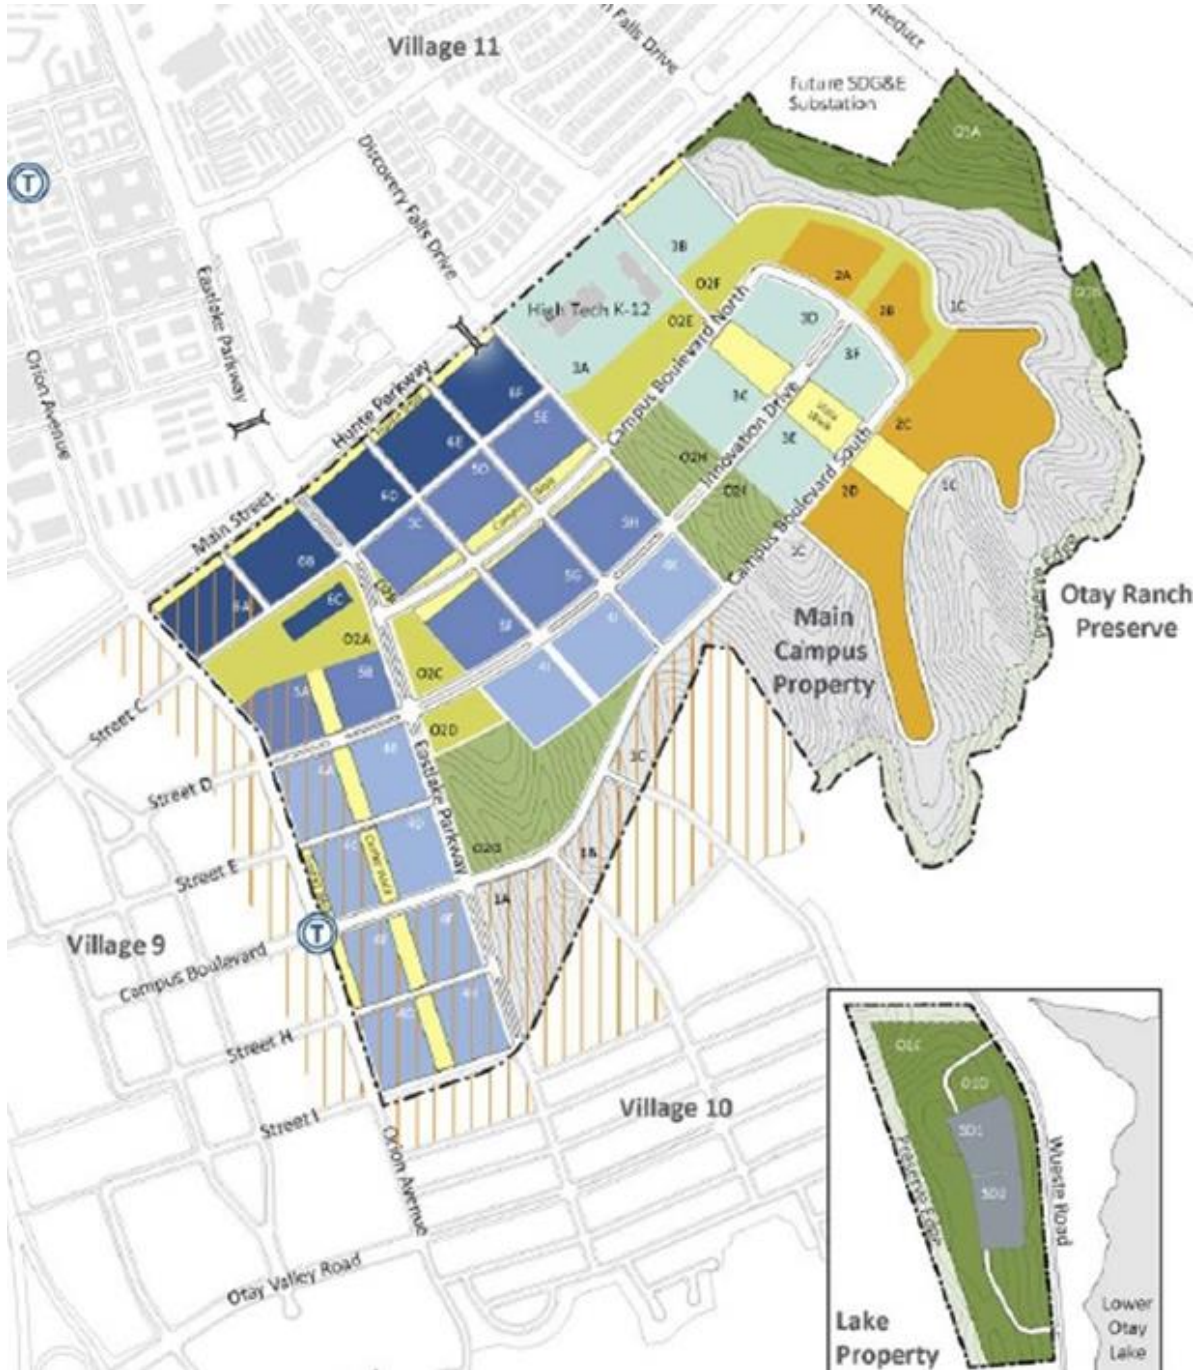 Village 11
Falls Drive
Future SDG&E
Substation
O1A
T
Discovery Falls Drive
Eastlake Parkway
Orion Avenue
Hunte Parkway
Main Street
High Tech K-12
3B
3A
O2F
O2E
Campus Boulevard North
2A
2B
1C
3D
3F
Innovation Drive
3E
2C
2D
1C
O2H
Campus Boulevard South
1C
6F
6E
6D
6B
6A
6C
5E
5D
5C
5H
5G
5F
5B
5A
O2A
O2C
O2D
O2G
Main
Campus
Property
Otay Ranch
Preserve
Street C
Street D
Street E
Eastlake Parkway
1C
1B
1A
Village 9
T
Campus Boulevard
Street H
Street I
Orion Avenue
Otay Valley Road
Village 10
O1D
SD1
SD2
Preserve Edge
Wueste Road
Lake
Property
Lower
Otay
Lake